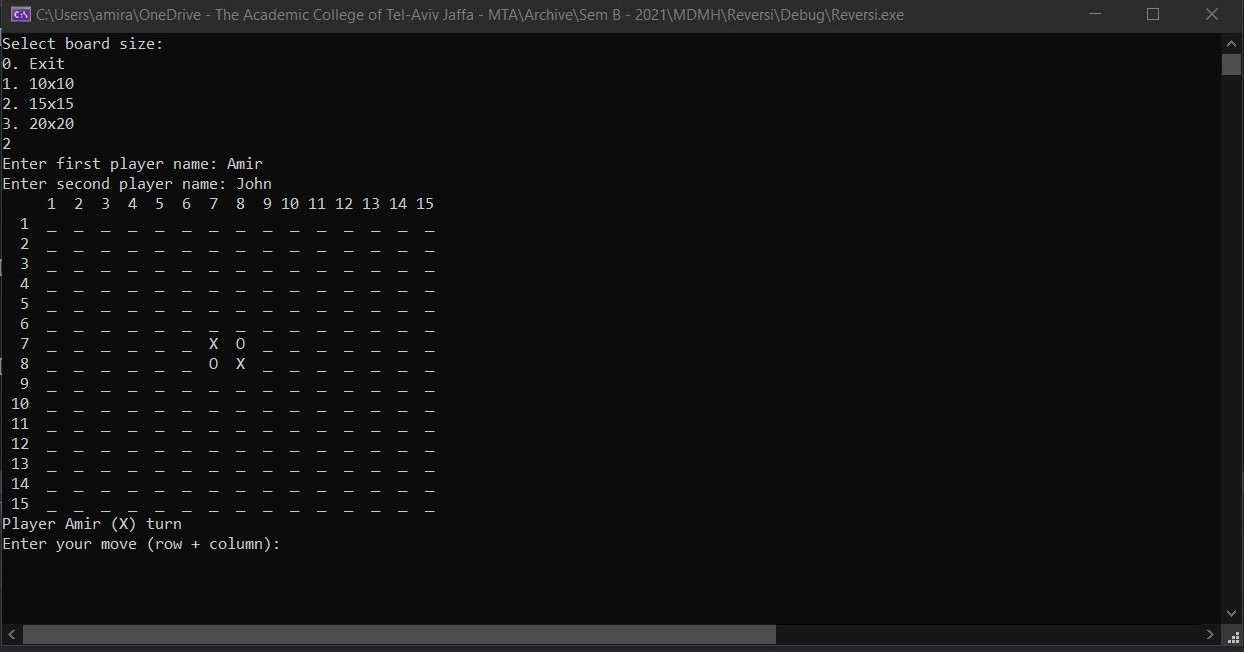 C:\Users\amira\OneDrive - The Academic College of Tel-Aviv Jaffa - MTA\Archive\Sem B - 2021\MDMH\Reversi\Debug\Reversi.exe
Select board size:
0. Exit
1. 10x10
2. 15x15
3. 20x20
2
Enter first player name: Amir
Enter second player name: John
     1  2  3  4  5  6  7  8  9 10 11 12 13 14 15
  1  _  _  _  _  _  _  _  _  _  _  _  _  _  _  _
  2  _  _  _  _  _  _  _  _  _  _  _  _  _  _  _
  3  _  _  _  _  _  _  _  _  _  _  _  _  _  _  _
  4  _  _  _  _  _  _  _  _  _  _  _  _  _  _  _
  5  _  _  _  _  _  _  _  _  _  _  _  _  _  _  _
  6  _  _  _  _  _  _  _  _  _  _  _  _  _  _  _
  7  _  _  _  _  _  _  X  O  _  _  _  _  _  _  _
  8  _  _  _  _  _  _  O  X  _  _  _  _  _  _  _
  9  _  _  _  _  _  _  _  _  _  _  _  _  _  _  _
 10  _  _  _  _  _  _  _  _  _  _  _  _  _  _  _
 11  _  _  _  _  _  _  _  _  _  _  _  _  _  _  _
 12  _  _  _  _  _  _  _  _  _  _  _  _  _  _  _
 13  _  _  _  _  _  _  _  _  _  _  _  _  _  _  _
 14  _  _  _  _  _  _  _  _  _  _  _  _  _  _  _
 15  _  _  _  _  _  _  _  _  _  _  _  _  _  _  _
Player Amir (X) turn
Enter your move (row + column):